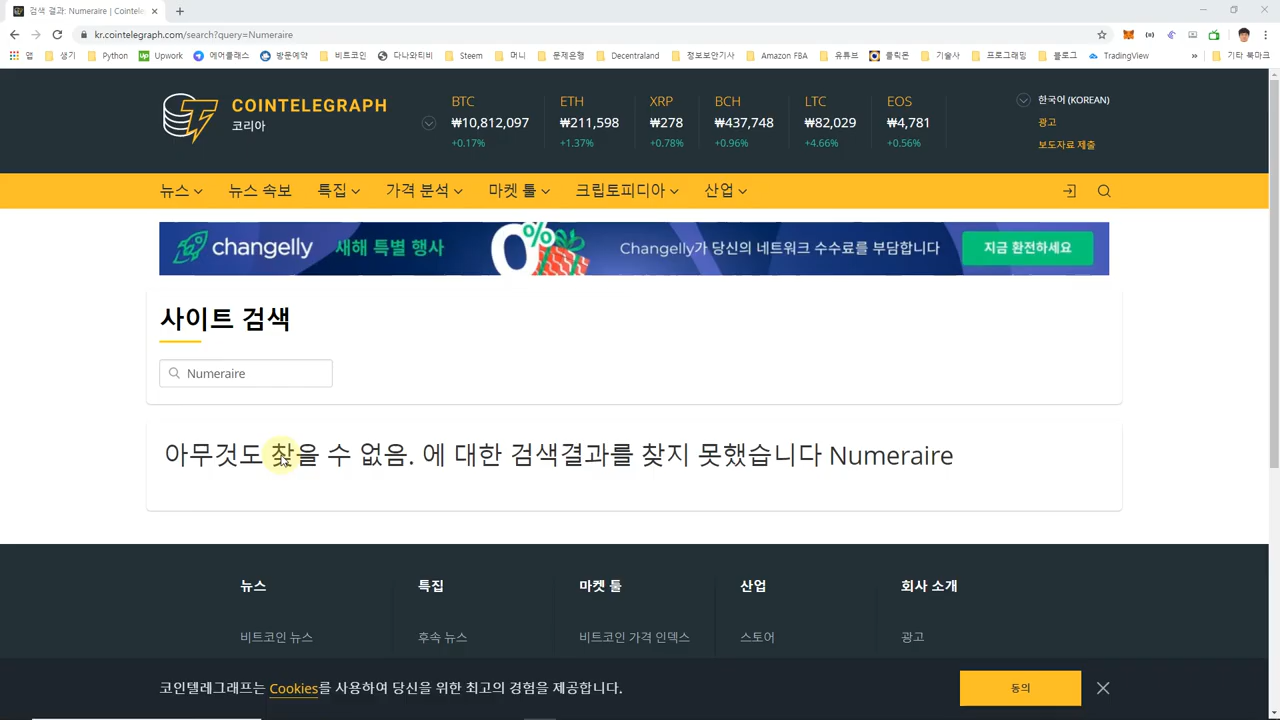 검색 결과: Numeraire | Cointele
kr.cointelegraph.com/search?query=Numeraire
앱 생기 Python Upwork 에어클래스 방문예약 비트코인 다나와티비 Steem 머니 문제은행 Decentraland 정보보안기사 Amazon FBA 유튜브 클릭몬 기술사 프로그래밍 블로그 TradingView » 기타 북마크
COINTELEGRAPH
코리아
BTC ETH XRP BCH LTC EOS
₩10,812,097 ₩211,598 ₩278 ₩437,748 ₩82,029 ₩4,781
+0.17% +1.37% +0.78% +0.96% +4.66% +0.56%
한국어 (KOREAN)
광고
보도자료 제출
뉴스 뉴스 속보 특집 가격 분석 마켓 툴 크립토피디아 산업
changelly 새해 특별 행사 0% Changelly가 당신의 네트워크 수수료를 부담합니다 지금 환전하세요
사이트 검색
Numeraire
아무것도 찾을 수 없음. 에 대한 검색결과를 찾지 못했습니다 Numeraire
뉴스 특집 마켓 툴 산업 회사 소개
비트코인 뉴스 후속 뉴스 비트코인 가격 인덱스 스토어 광고
코인텔레그래프는 Cookies를 사용하여 당신을 위한 최고의 경험을 제공합니다.
동의